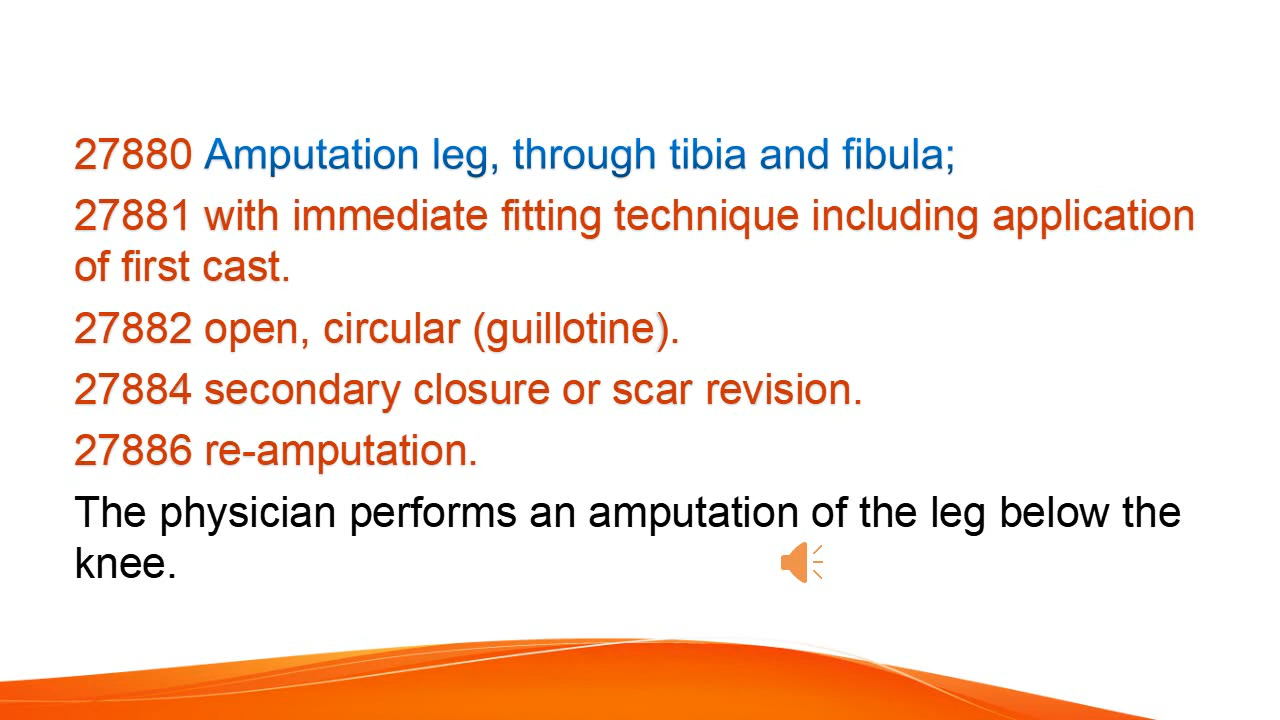 27880 Amputation leg, through tibia and fibula;
27881 with immediate fitting technique including application
of first cast.
27882 open, circular (guillotine).
27884 secondary closure or scar revision.
27886 re-amputation.
The physician performs an amputation of the leg below the
knee.